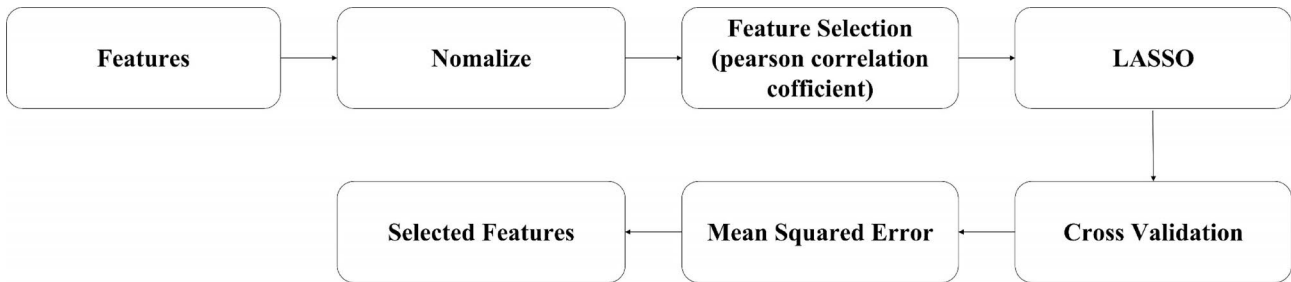 Features
Nomalize
Feature Selection
(pearson correlation
cofficient)
LASSO
Selected Features
Mean Squared Error
Cross Validation